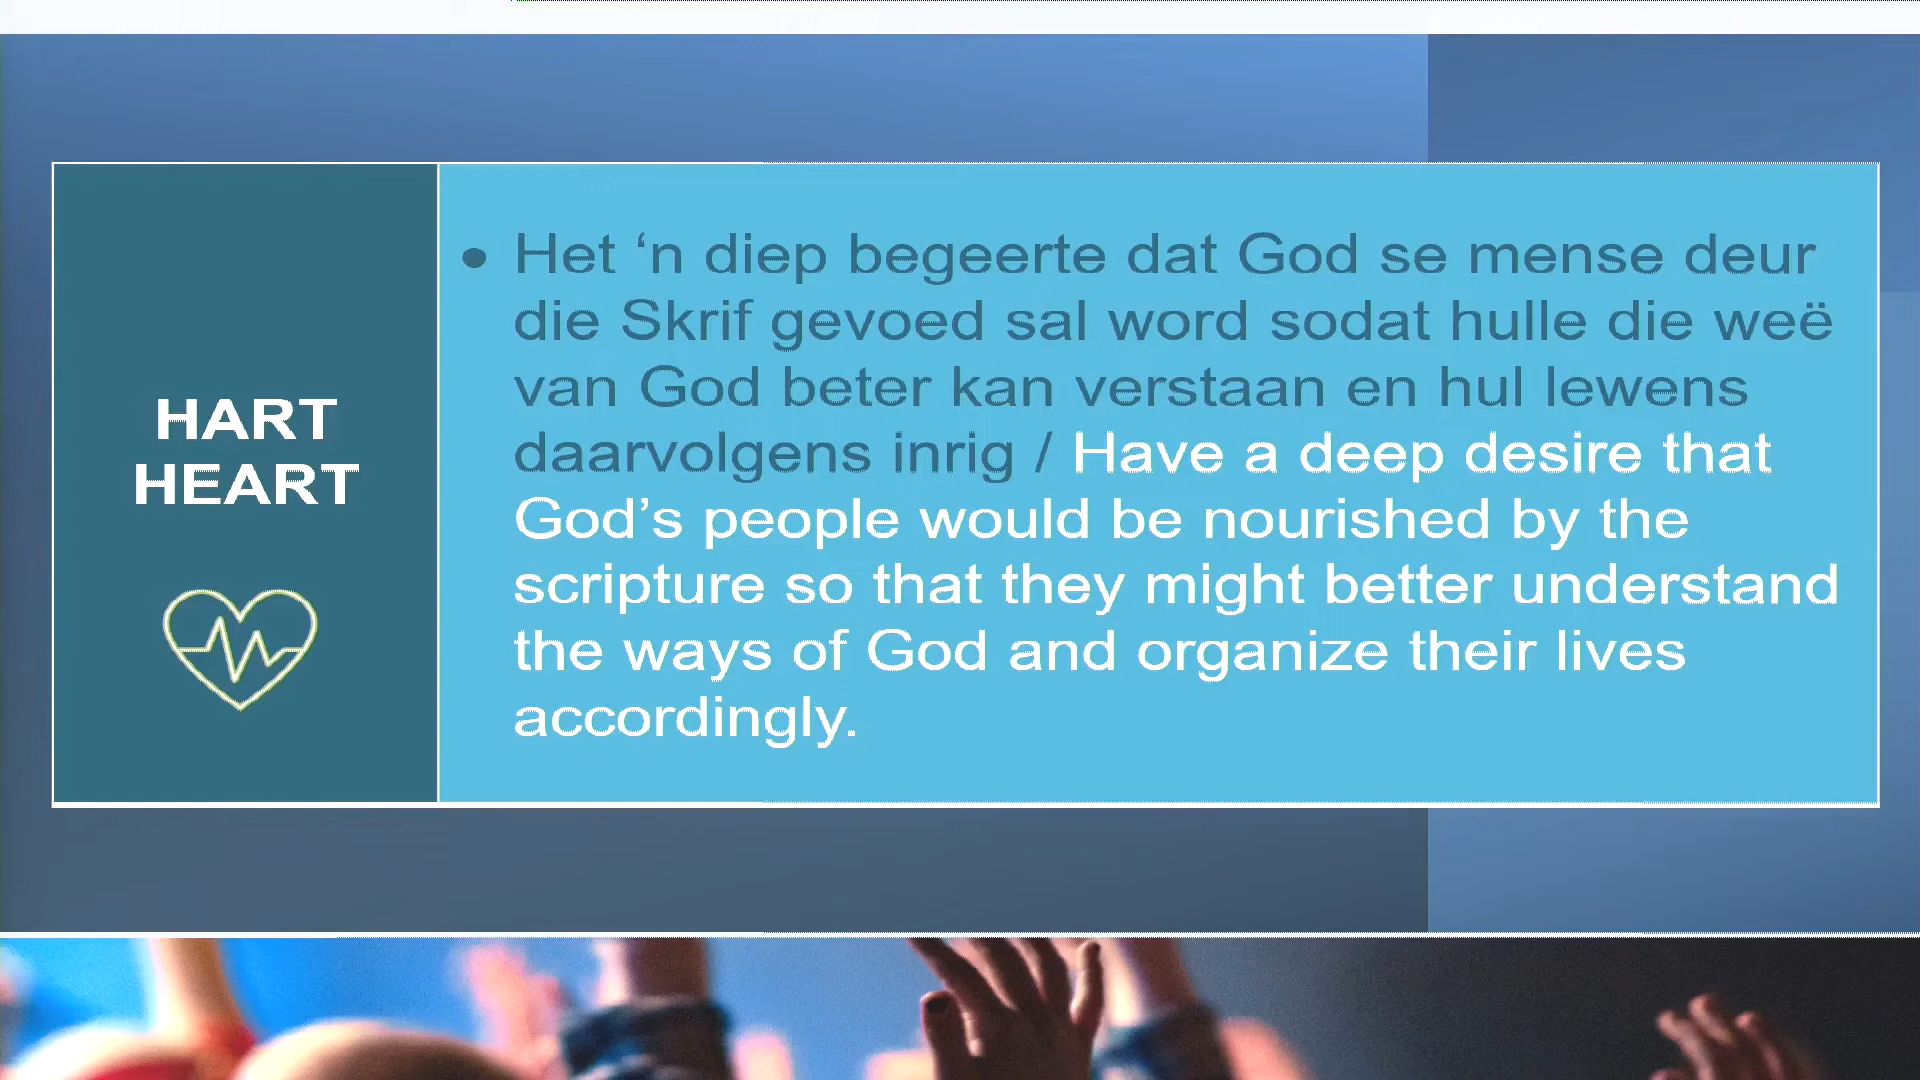 HART
HEART
• Het ‘n diep begeerte dat God se mense deur
die Skrif gevoed sal word sodat hulle die weë
van God beter kan verstaan en hul lewens
daarvolgens inrig / Have a deep desire that
God’s people would be nourished by the
scripture so that they might better understand
the ways of God and organize their lives
accordingly.